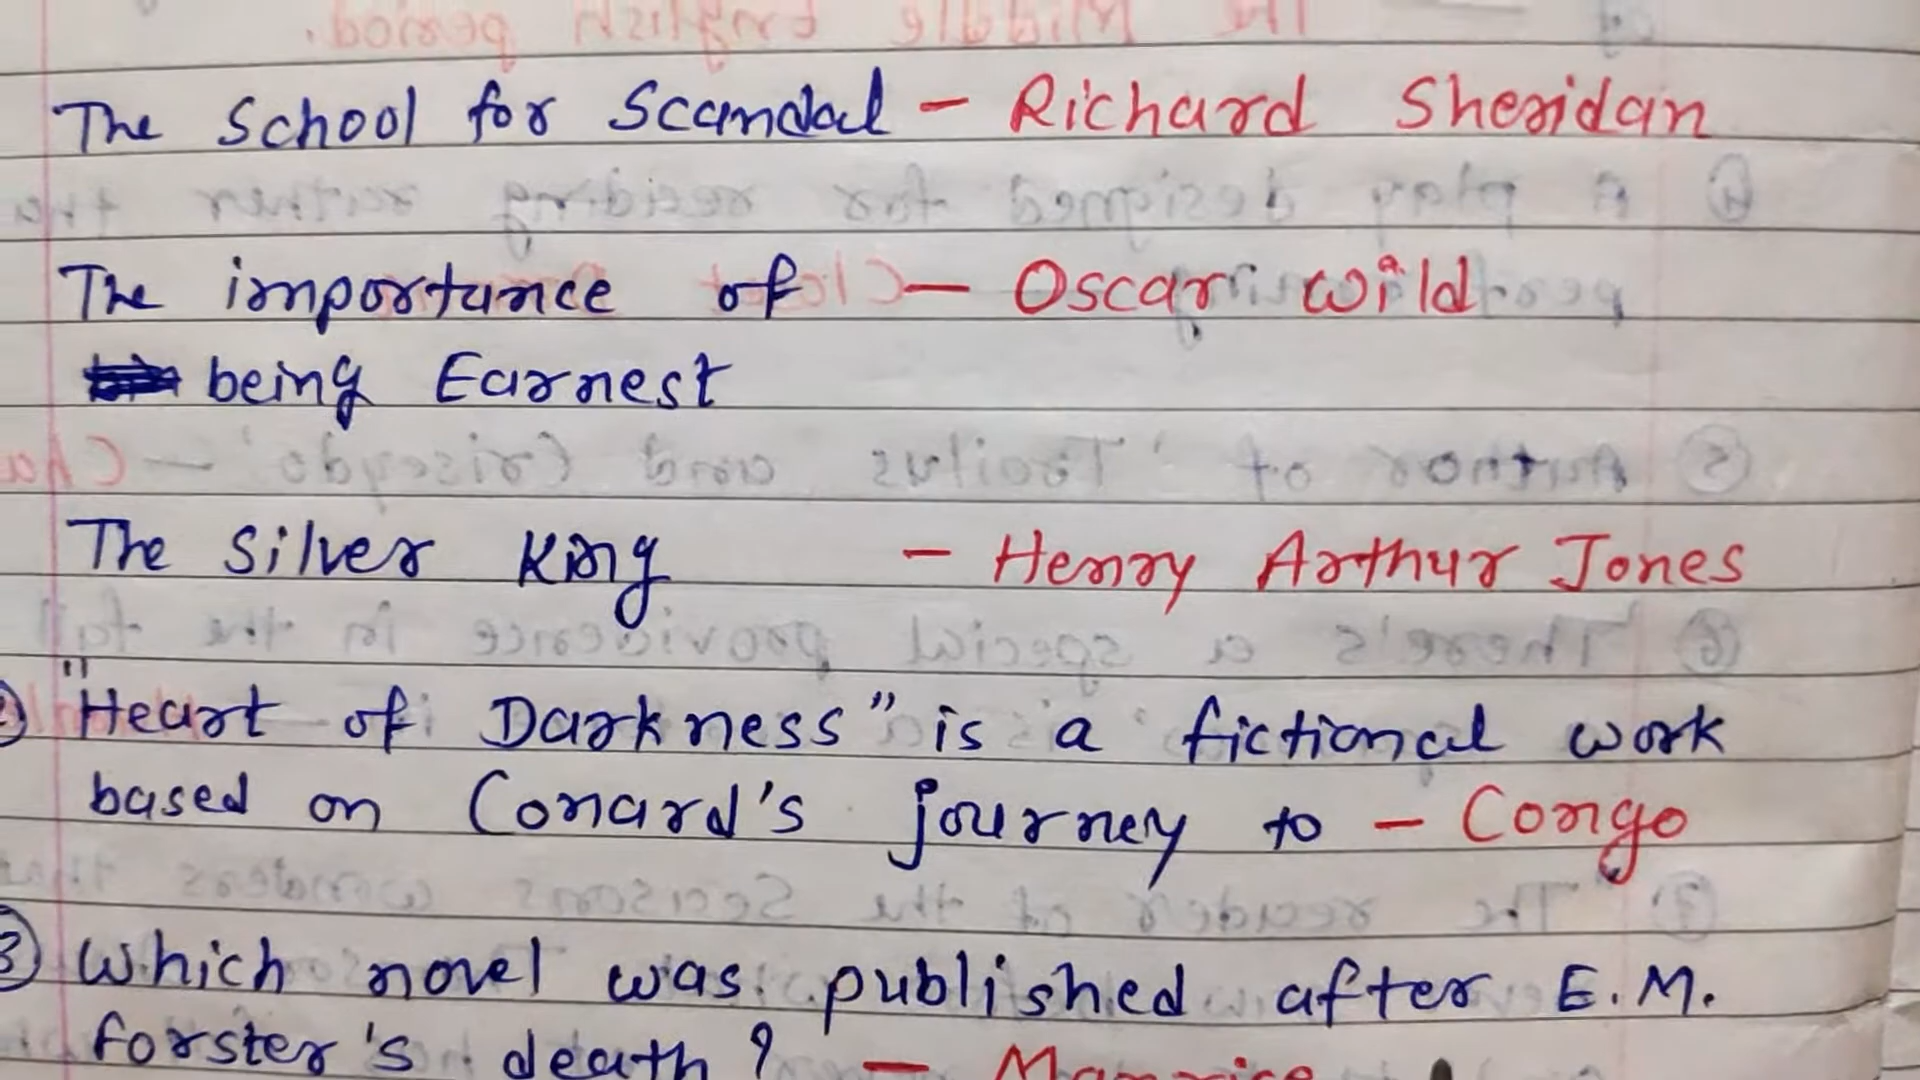 The School for Scandal - Richard Sheridan
The importance of - Oscar wild
being Earnest
The Silver King - Henry Arthur Jones
"Heart of Darkness" is a fictional work
based on Conard's journey to - Congo
3 Which novel was published after E.M.
forster's death? - Maurice